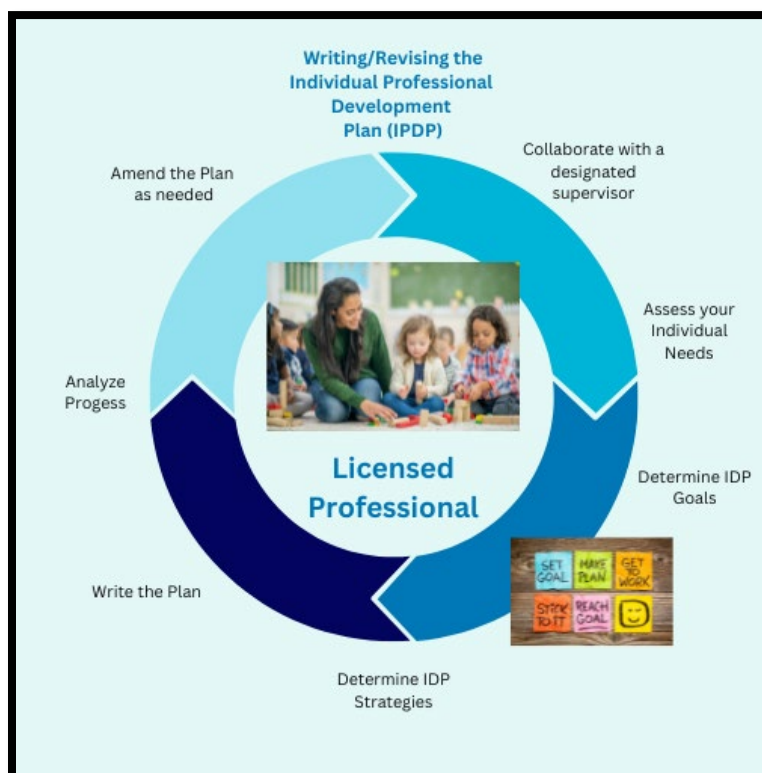 Writing/Revising the
Individual Professional
Development
Plan (IPDP)
Collaborate with a
designated
supervisor
Assess your
Individual
Needs
Determine IDP
Goals
Determine IDP
Strategies
Write the Plan
Analyze
Progess
Amend the Plan
as needed
Licensed
Professional
SET
GOAL
MAKE
PLAN
GET
TO
WORK
STICK
TO IT
REACH
GOAL